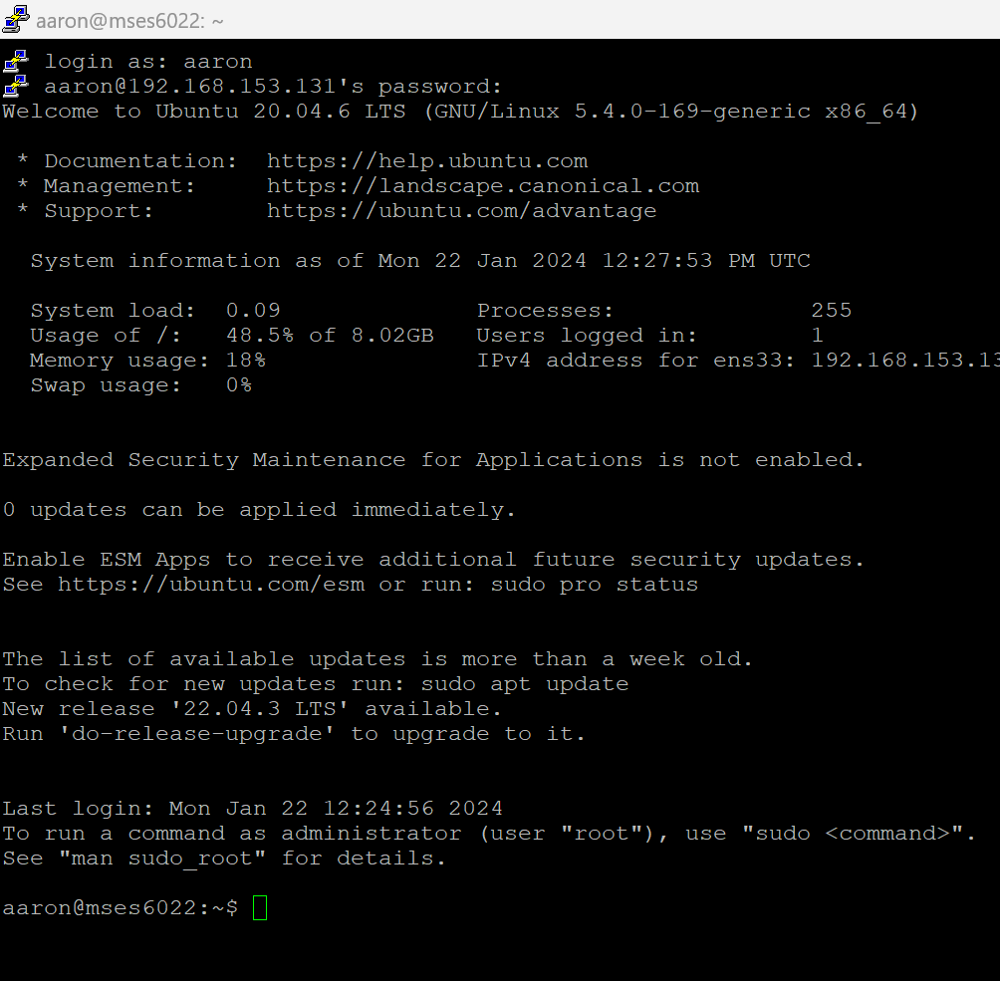 aaron@mses6022: ~
login as: aaron
aaron@192.168.153.131's password:
Welcome to Ubuntu 20.04.6 LTS (GNU/Linux 5.4.0-169-generic x86_64)
* Documentation:  https://help.ubuntu.com
* Management:     https://landscape.canonical.com
* Support:        https://ubuntu.com/advantage
System information as of Mon 22 Jan 2024 12:27:53 PM UTC
System load:  0.09              Processes:              255
Usage of /:   48.5% of 8.02GB   Users logged in:        1
Memory usage: 18%               IPv4 address for ens33: 192.168.153.13
Swap usage:   0%
Expanded Security Maintenance for Applications is not enabled.
0 updates can be applied immediately.
Enable ESM Apps to receive additional future security updates.
See https://ubuntu.com/esm or run: sudo pro status
The list of available updates is more than a week old.
To check for new updates run: sudo apt update
New release '22.04.3 LTS' available.
Run 'do-release-upgrade' to upgrade to it.
Last login: Mon Jan 22 12:24:56 2024
To run a command as administrator (user "root"), use "sudo <command>".
See "man sudo_root" for details.
aaron@mses6022:~$